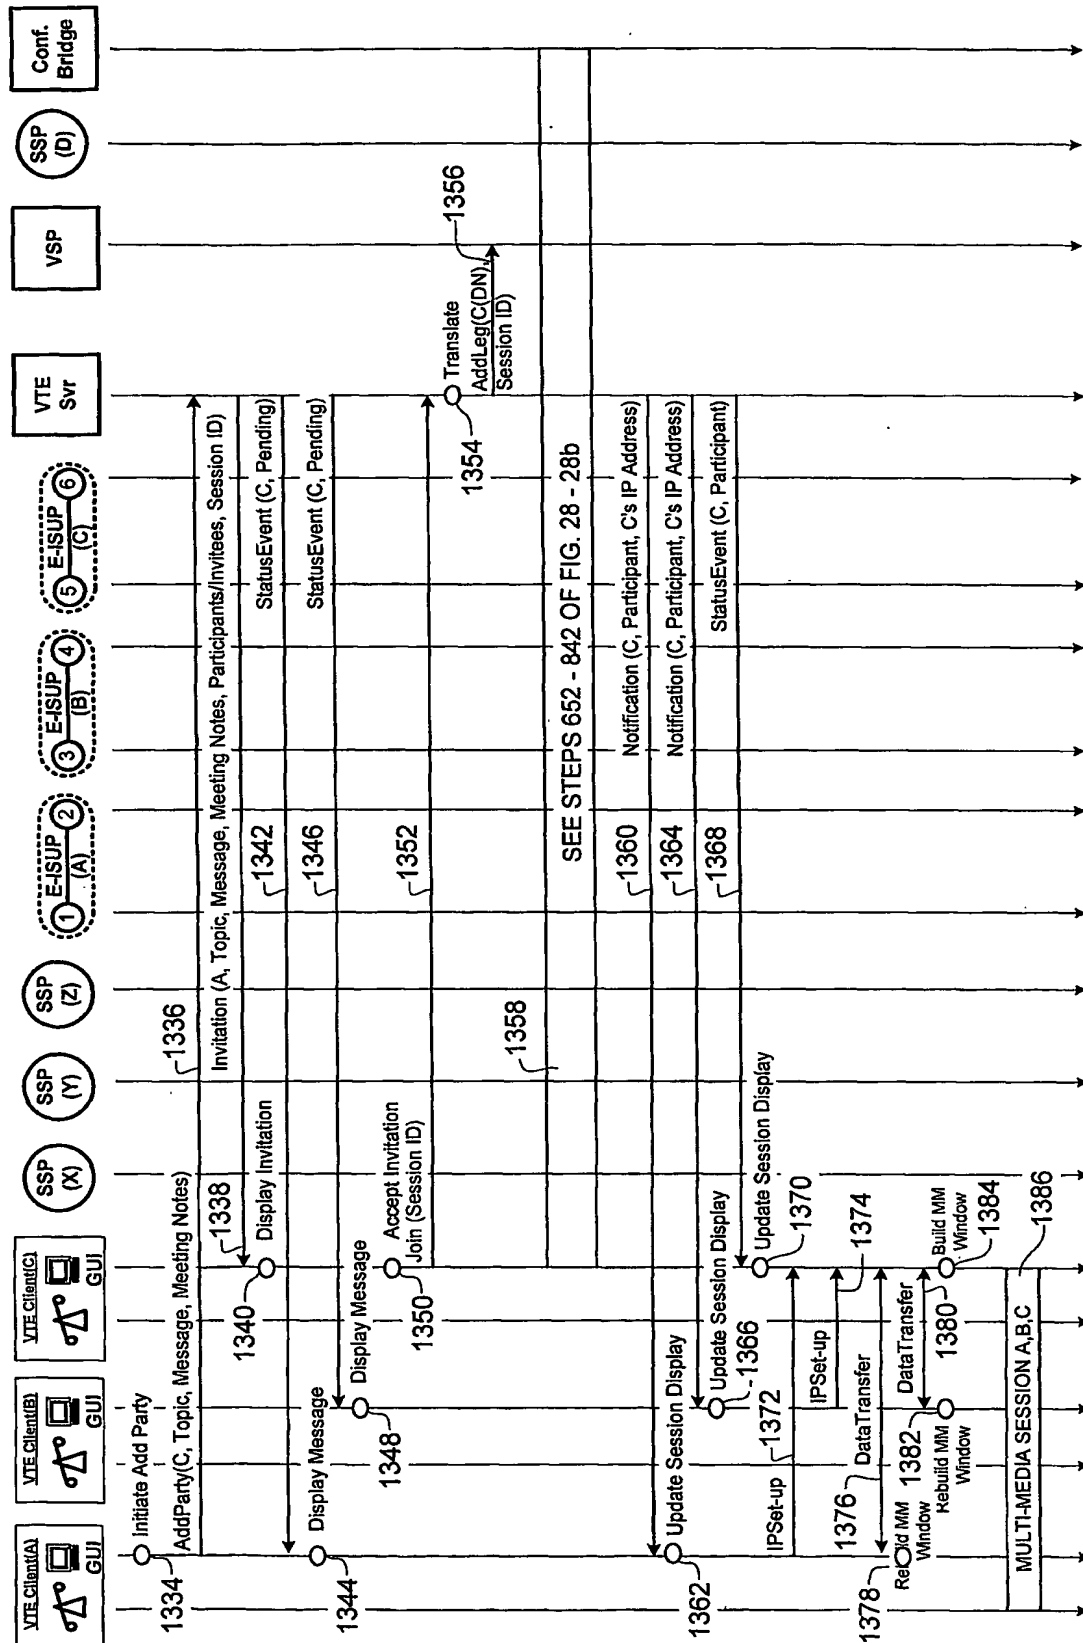 VTE Client(A)
GUI
VTE Client(B)
GUI
VTE Client(C)
GUI
SSP
(X)
SSP
(Y)
SSP
(Z)
1
E-ISUP
(A)
2
3
E-ISUP
(B)
4
5
E-ISUP
(C)
6
VTE
Svr
VSP
SSP
(D)
Conf.
Bridge
Initiate Add Party
1334
AddParty(C, Topic, Message, Meeting Notes)
1336
Invitation (A, Topic, Message, Meeting Notes, Participants/Invitees, Session ID)
1338
Display Invitation
1340
StatusEvent (C, Pending)
1342
Display Message
1344
StatusEvent (C, Pending)
1346
Display Message
1348
Accept Invitation
Join (Session ID)
1350
1352
Translate
1354
AddLeg(C(DN),
Session ID)
1356
SEE STEPS 652 - 842 OF FIG. 28 - 28b
1358
Notification (C, Participant, C's IP Address)
1360
Update Session Display
1362
Notification (C, Participant, C's IP Address)
1364
Update Session Display
1366
StatusEvent (C, Participant)
1368
Update Session Display
1370
IPSet-up
1372
IPSet-up
1374
DataTransfer
1376
1378
Window
DataTransfer
1380
Rebuild MM
Window
1382
Build MM
Window
1384
MULTI-MEDIA SESSION A,B,C
1386